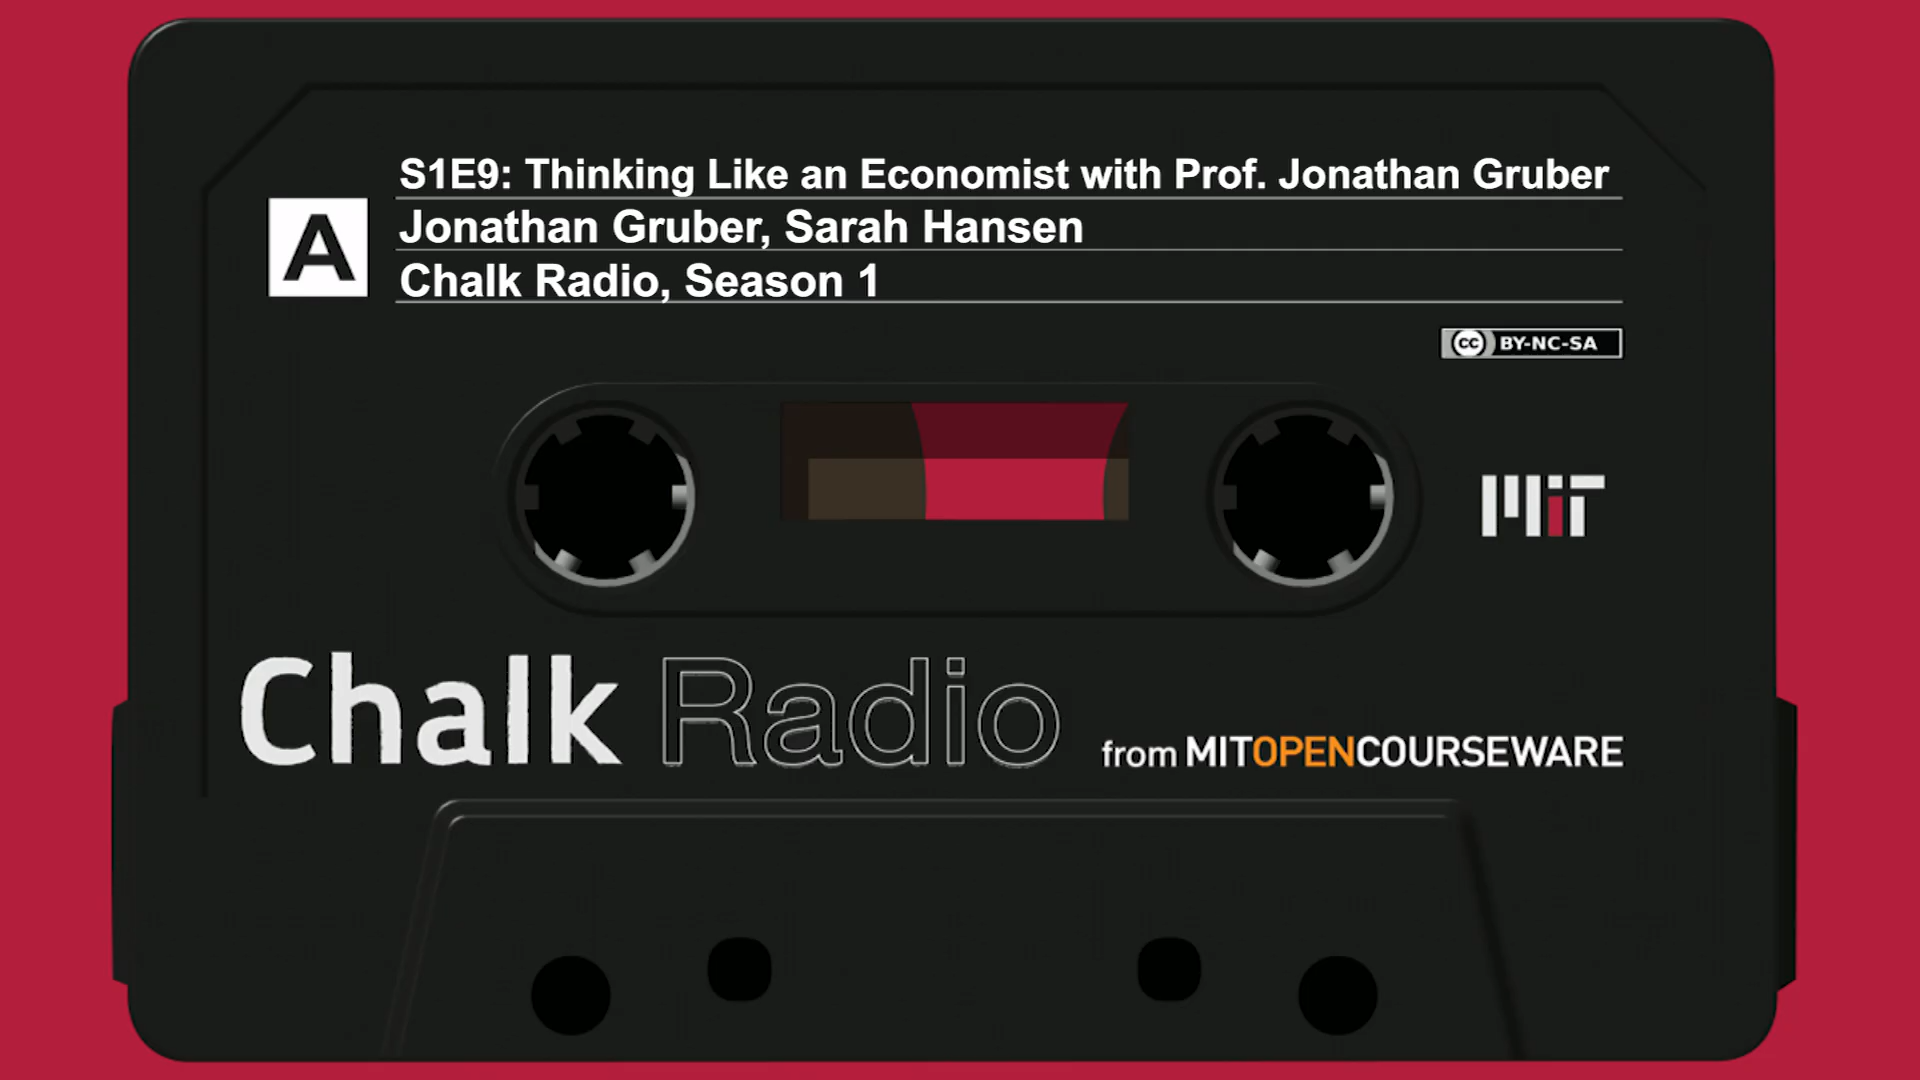 S1E9: Thinking Like an Economist with Prof. Jonathan Gruber
A
Jonathan Gruber, Sarah Hansen
Chalk Radio, Season 1
cc BY-NC-SA
MIT
Chalk Radio
from MITOPENCOURSEWARE